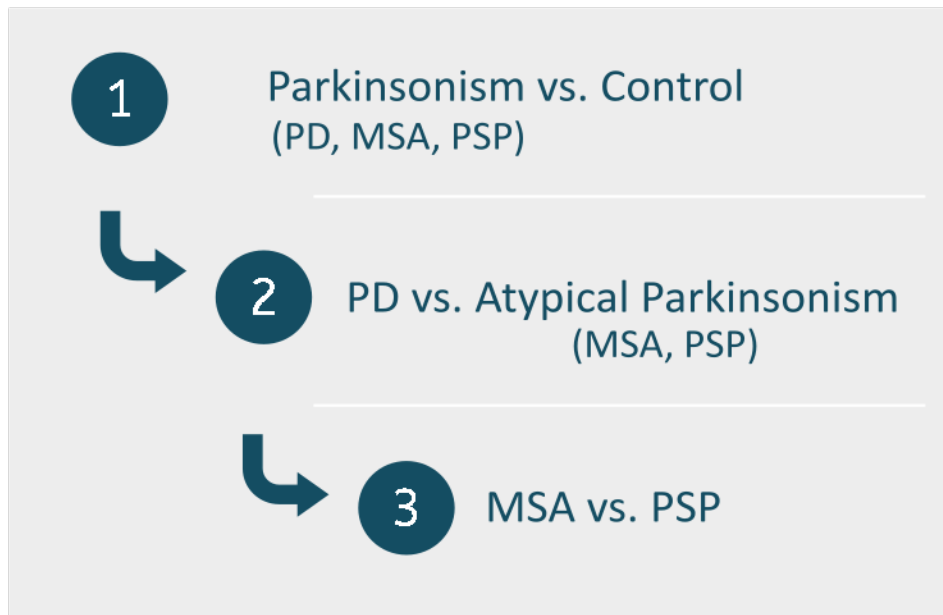 1
Parkinsonism vs. Control
(PD, MSA, PSP)
2
PD vs. Atypical Parkinsonism
(MSA, PSP)
3
MSA vs. PSP